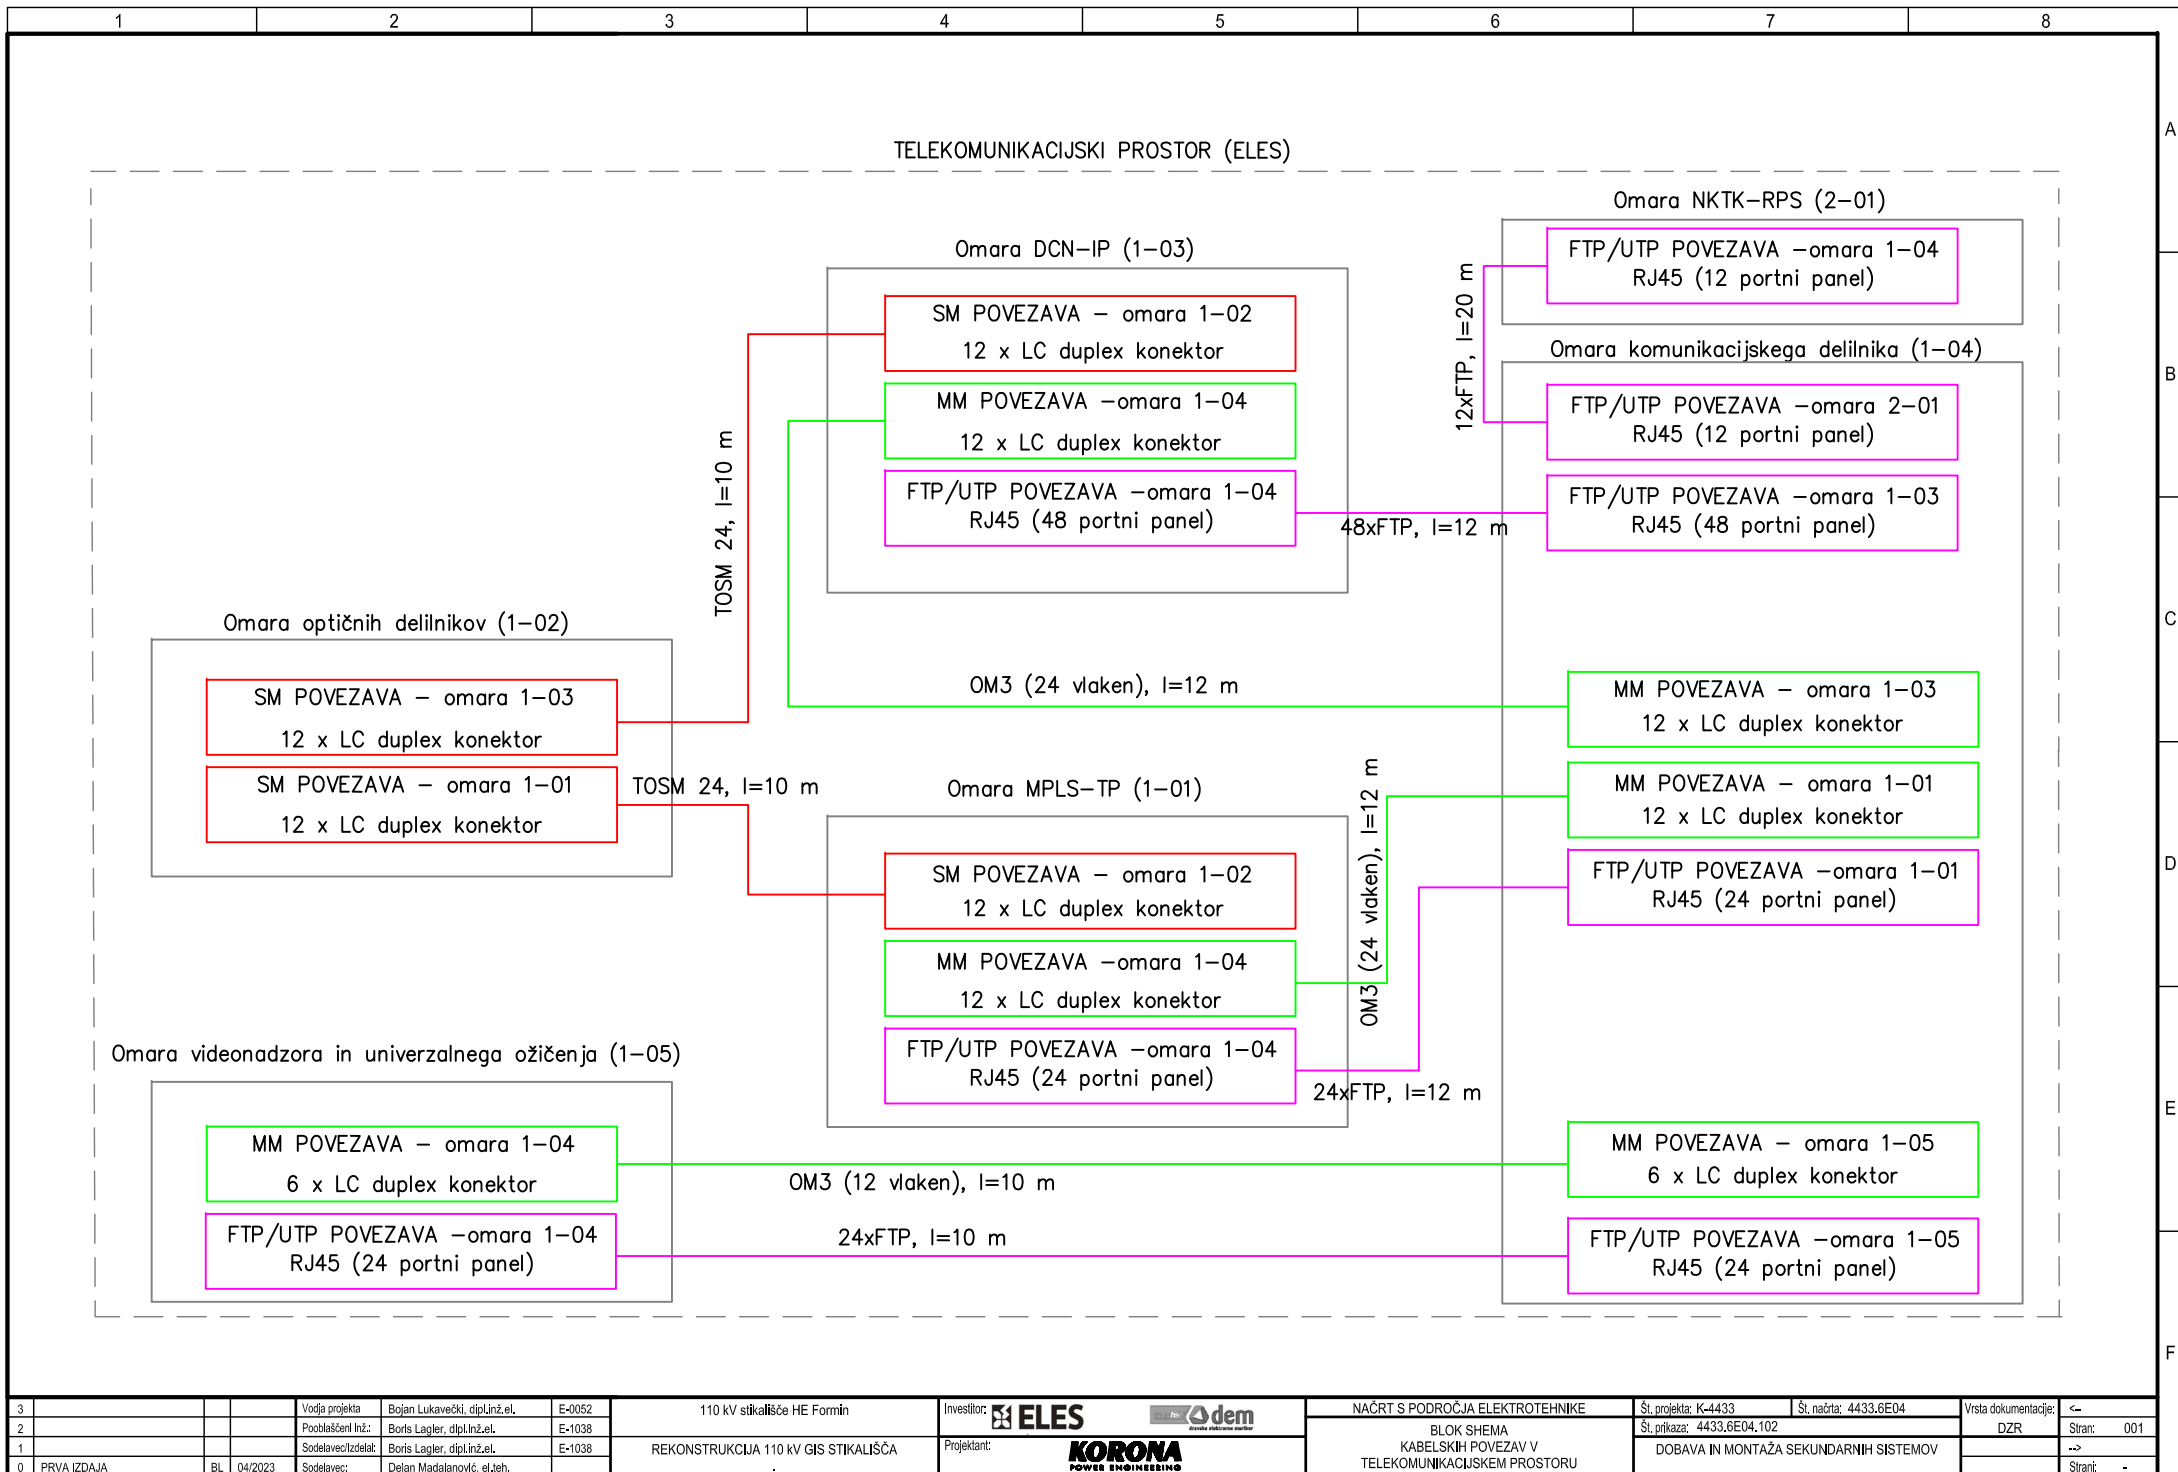 1 2 3 4 5 6 7 8
A
B
C
D
E
F
TELEKOMUNIKACIJSKI PROSTOR (ELES)
Omara NKTK-RPS (2-01)
FTP/UTP POVEZAVA -omara 1-04
RJ45 (12 portni panel)
12xFTP, l=20 m
Omara DCN-IP (1-03)
SM POVEZAVA - omara 1-02
12 x LC duplex konektor
MM POVEZAVA -omara 1-04
12 x LC duplex konektor
FTP/UTP POVEZAVA -omara 1-04
RJ45 (48 portni panel)
48xFTP, l=12 m
TOSM 24, l=10 m
Omara komunikacijskega delilnika (1-04)
FTP/UTP POVEZAVA -omara 2-01
RJ45 (12 portni panel)
FTP/UTP POVEZAVA -omara 1-03
RJ45 (48 portni panel)
Omara optičnih delilnikov (1-02)
SM POVEZAVA - omara 1-03
12 x LC duplex konektor
SM POVEZAVA - omara 1-01
12 x LC duplex konektor
OM3 (24 vlaken), l=12 m
TOSM 24, l=10 m
MM POVEZAVA - omara 1-03
12 x LC duplex konektor
MM POVEZAVA - omara 1-01
12 x LC duplex konektor
FTP/UTP POVEZAVA -omara 1-01
RJ45 (24 portni panel)
Omara MPLS-TP (1-01)
SM POVEZAVA - omara 1-02
12 x LC duplex konektor
MM POVEZAVA -omara 1-04
12 x LC duplex konektor
FTP/UTP POVEZAVA -omara 1-04
RJ45 (24 portni panel)
OM3 (24 vlaken), l=12 m
24xFTP, l=12 m
Omara videonadzora in univerzalnega ožičenja (1-05)
MM POVEZAVA - omara 1-04
6 x LC duplex konektor
FTP/UTP POVEZAVA -omara 1-04
RJ45 (24 portni panel)
OM3 (12 vlaken), l=10 m
24xFTP, l=10 m
MM POVEZAVA - omara 1-05
6 x LC duplex konektor
FTP/UTP POVEZAVA -omara 1-05
RJ45 (24 portni panel)
3 Vodja projekta Bojan Lukavečki, dipl.inž.el. E-0052
2 Pooblaščeni inž.: Boris Lagler, dipl.inž.el. E-1038
1 Sodelavec/Izdelal: Boris Lagler, dipl.inž.el. E-1038
0 PRVA IZDAJA BL 04/2023 Sodelavec: Dejan Madajanović, el.teh.
110 kV stikališče HE Formin
REKONSTRUKCIJA 110 kV GIS STIKALIŠČA
Investitor: ELES hse dem
dravske elektrarne maribor
Projektant: KORONA
POWER ENGINEERING
NAČRT S PODROČJA ELEKTROTEHNIKE
BLOK SHEMA
KABELSKIH POVEZAV V
TELEKOMUNIKACIJSKEM PROSTORU
Št. projekta: K-4433 Št. načrta: 4433.6E04
Št. prikaza: 4433.6E04.102
DOBAVA IN MONTAŽA SEKUNDARNIH SISTEMOV
Vrsta dokumentacije:
DZR
<--
Stran: 001
-->
Strani: -